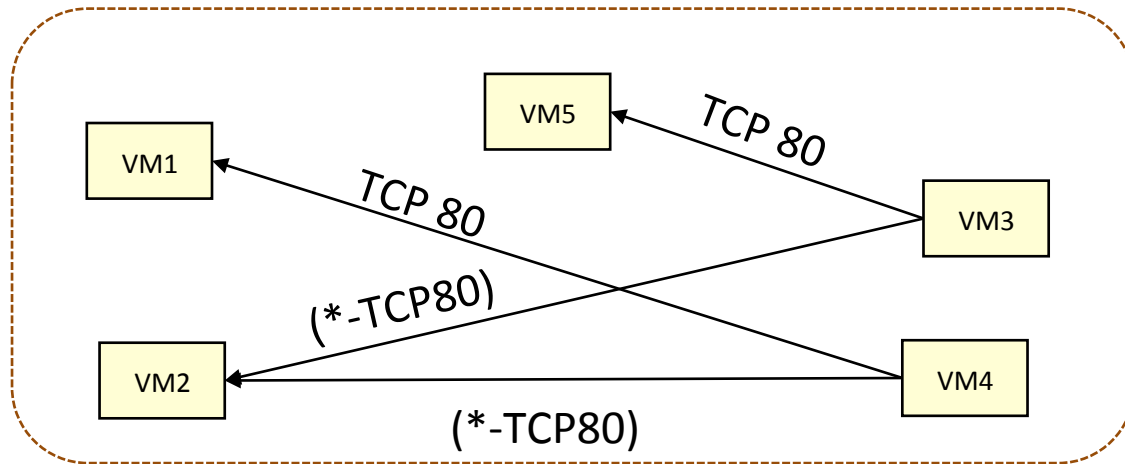 VM5
TCP 80
VM1
TCP 80
VM3
(*-TCP80)
VM2
VM4
(*-TCP80)